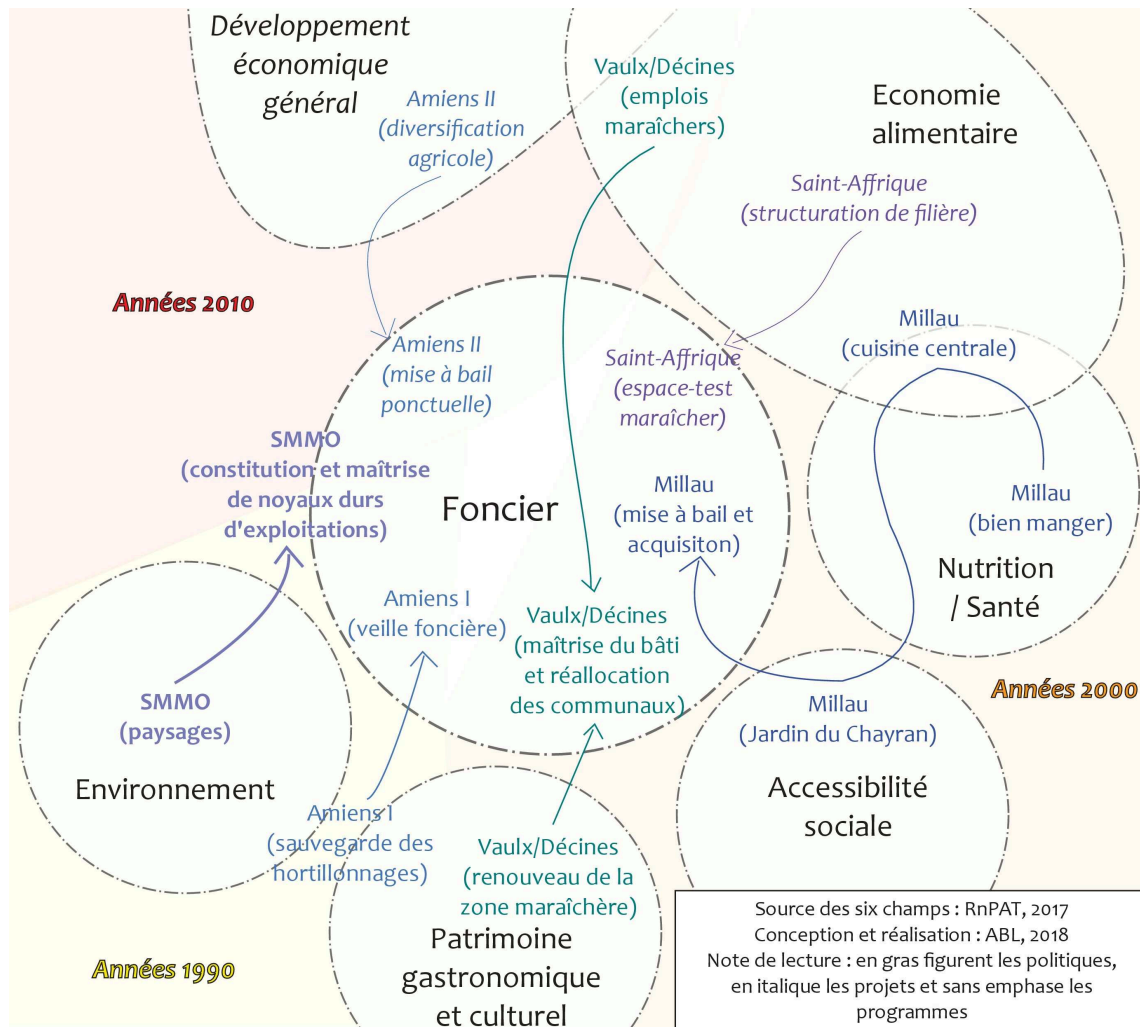 Développement
économique
général
Amiens II
(diversification
agricole)
Vaulx/Décines
(emplois
maraîchers)
Economie
alimentaire
Saint-Affrique
(structuration de filière)
Années 2010
Amiens II
(mise à bail
ponctuelle)
Saint-Affrique
(espace-test
maraîcher)
Millau
(cuisine centrale)
SMMO
(constitution et maîtrise
de noyaux durs
d'exploitations)
Foncier
Millau
(mise à bail et
acquisiton)
Millau
(bien manger)
Nutrition
/ Santé
Amiens I
(veille foncière)
Vaulx/Décines
(maîtrise du bâti
et réallocation
des communaux)
Années 2000
SMMO
(paysages)
Environnement
Millau
(Jardin du Chayran)
Accessibilité
sociale
Amiens I
(sauvegarde des
hortillonnages)
Vaulx/Décines
(renouveau de la
zone maraîchère)
Patrimoine
gastronomique
et culturel
Années 1990
Source des six champs : RnPAT, 2017
Conception et réalisation : ABL, 2018
Note de lecture : en gras figurent les politiques,
en italique les projets et sans emphase les
programmes